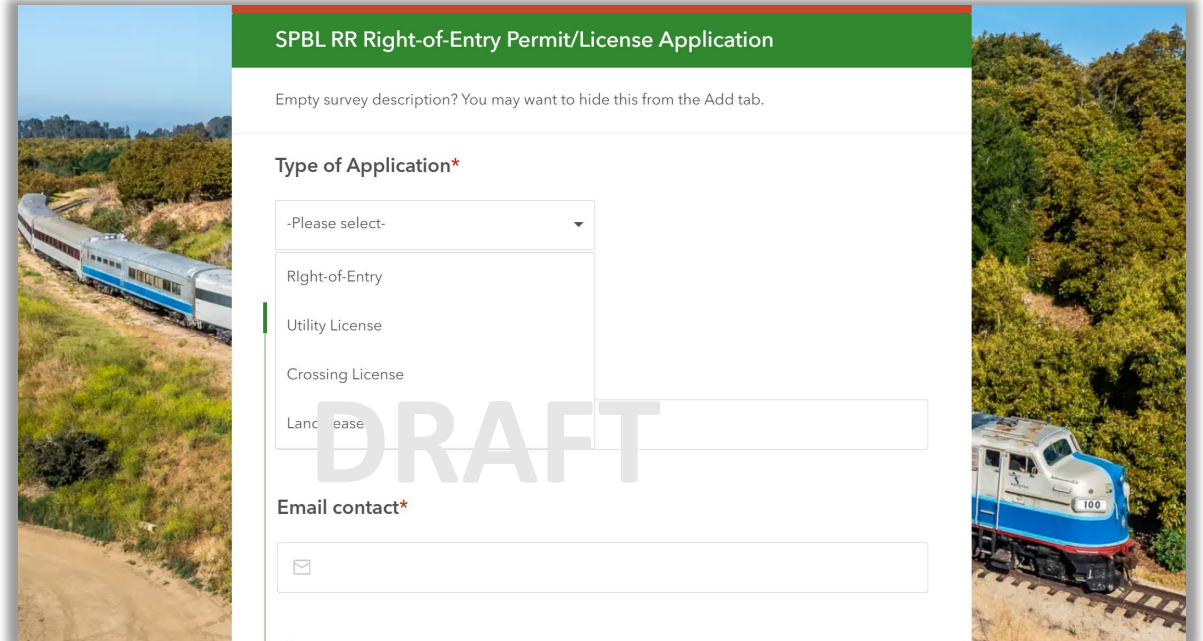 SPBL RR Right-of-Entry Permit/License Application
Empty survey description? You may want to hide this from the Add tab.
Type of Application*
-Please select-
RIght-of-Entry
Utility License
Crossing License
DRAFT
Email contact*
100